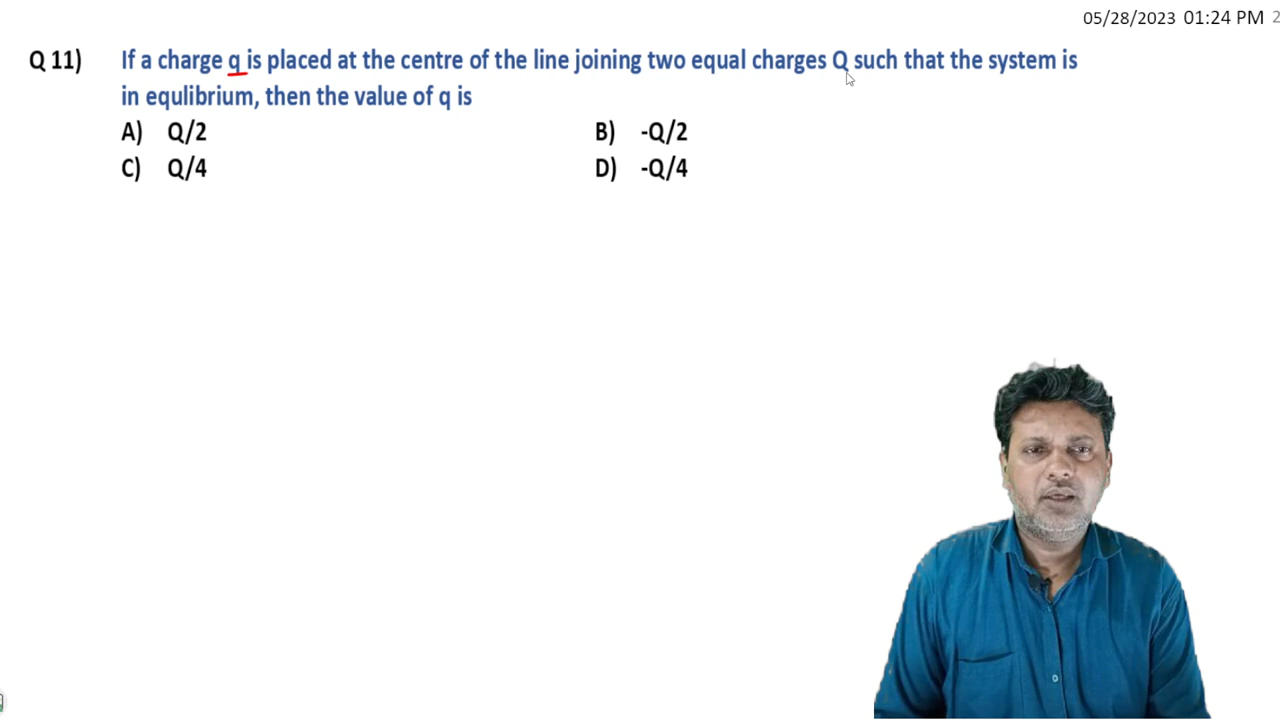 05/28/2023 01:24 PM 2
Q 11) If a charge q is placed at the centre of the line joining two equal charges Q such that the system is
in equlibrium, then the value of q is
A) Q/2 B) -Q/2
C) Q/4 D) -Q/4